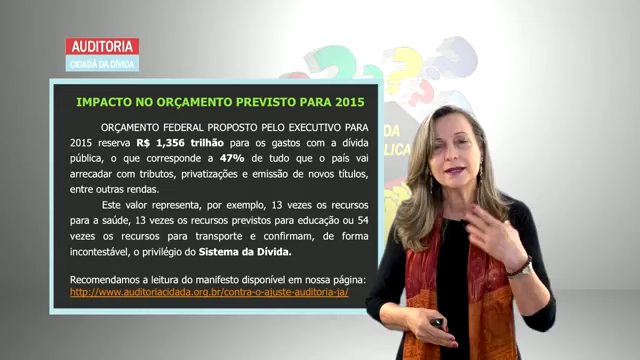 AUDITORIA
CIDADÃ DA DÍVIDA
IMPACTO NO ORÇAMENTO PREVISTO PARA 2015
ORÇAMENTO FEDERAL PROPOSTO PELO EXECUTIVO PARA
2015 reserva R$ 1,356 trilhão para os gastos com a dívida
pública, o que corresponde a 47% de tudo que o país vai
arrecadar com tributos, privatizações e emissão de novos títulos,
entre outras rendas.
Este valor representa, por exemplo, 13 vezes os recursos
para a saúde, 13 vezes os recursos previstos para educação ou 54
vezes os recursos para transporte e confirmam, de forma
incontestável, o privilégio do Sistema da Dívida.
Recomendamos a leitura do manifesto disponível em nossa página:
http://www.auditoriacidada.org.br/contra-o-ajuste-auditoria-ja/